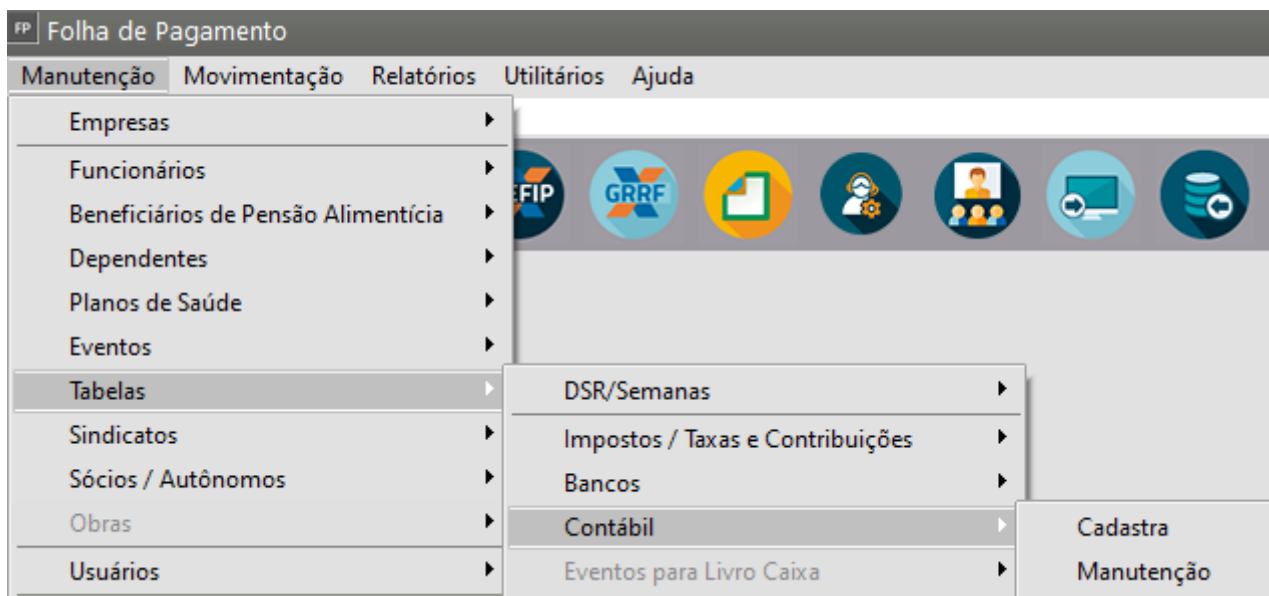 FP Folha de Pagamento
Manutenção Movimentação Relatórios Utilitários Ajuda
Empresas
Funcionários
Beneficiários de Pensão Alimentícia
Dependentes
Planos de Saúde
Eventos
Tabelas
Sindicatos
Sócios / Autônomos
Obras
Usuários
EFIP
GRRF
DSR/Semanas
Impostos / Taxas e Contribuições
Bancos
Contábil
Eventos para Livro Caixa
Cadastra
Manutenção